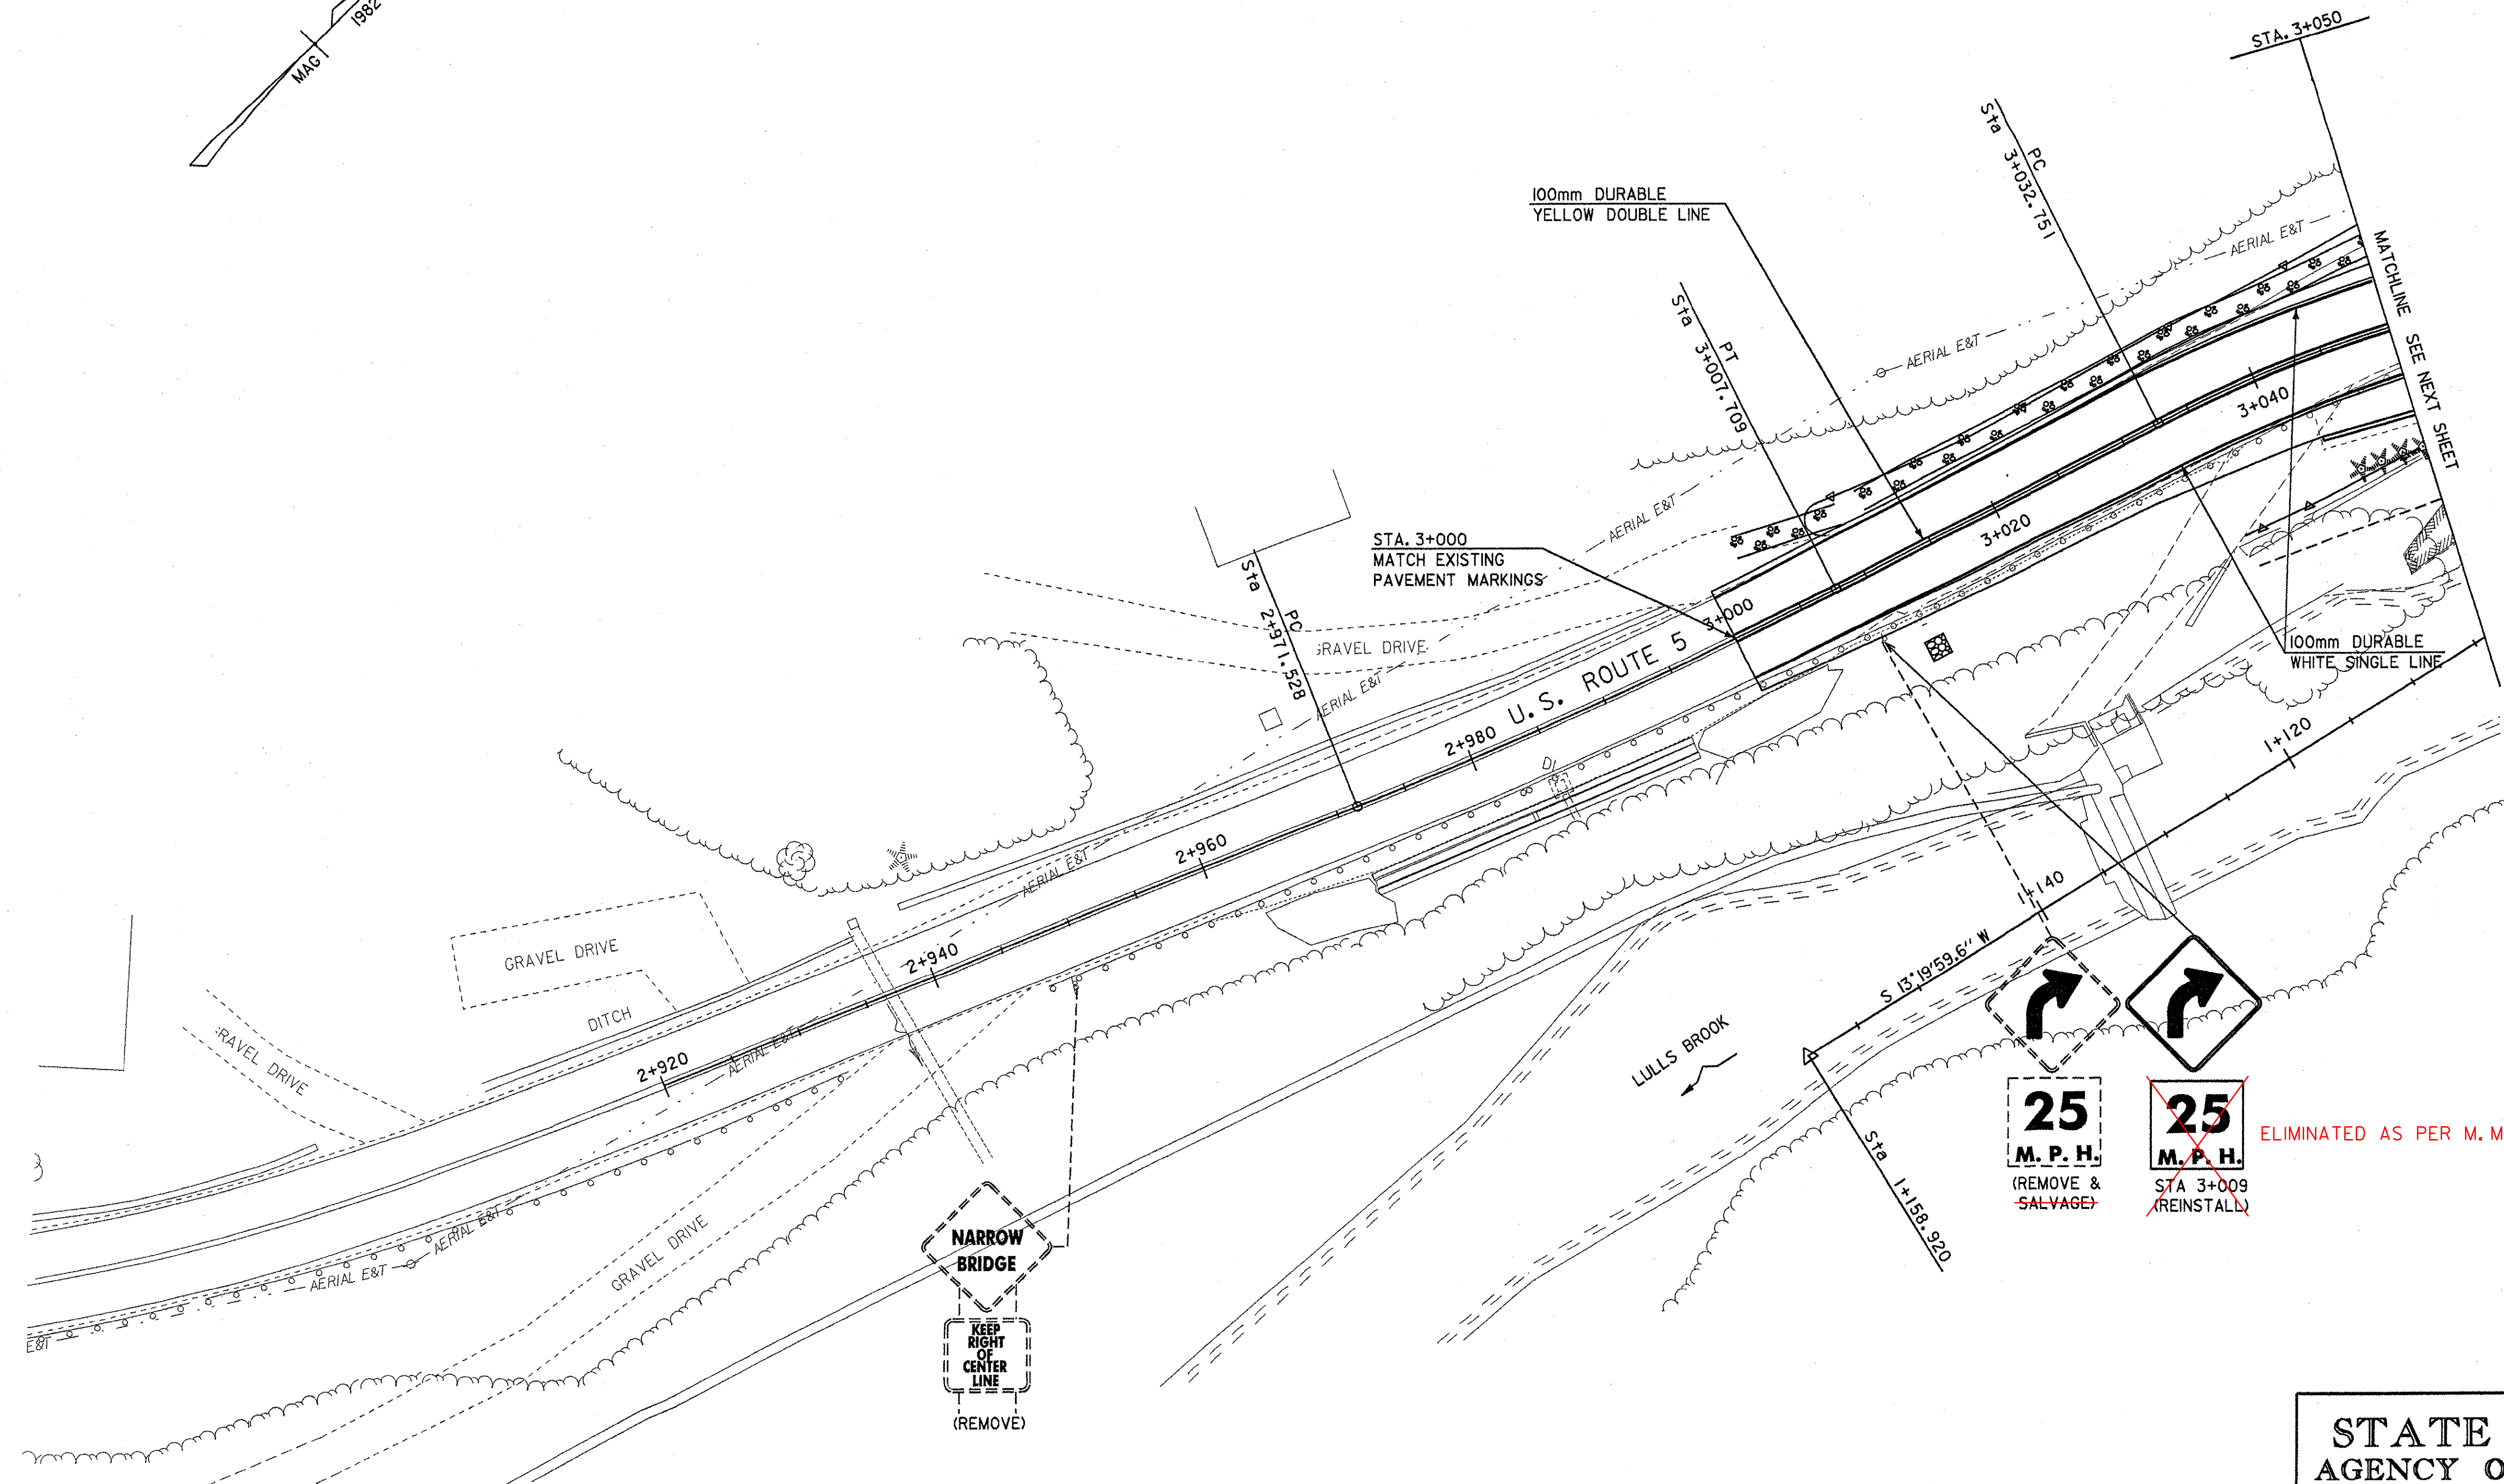 1982
MAG
STA. 3+050
PC
Sta 3+032.751
100mm DURABLE
YELLOW DOUBLE LINE
AERIAL E&T
MATCHLINE SEE NEXT SHEET
PT
Sta 3+007.709
AERIAL E&T
3+040
AERIAL E&T
3+020
STA. 3+000
MATCH EXISTING
PAVEMENT MARKINGS
PC
Sta 2+971.528
3+000
GRAVEL DRIVE
AERIAL E&T
U.S. ROUTE 5
100mm DURABLE
WHITE SINGLE LINE
2+980
DI
1+120
2+960
AERIAL E&T
1+140
2+940
GRAVEL DRIVE
DITCH
S 13°19'59.6" W
GRAVEL DRIVE
2+920
AERIAL E&T
LULLS BROOK
Sta 1+158.920
25
M. P. H.
(REMOVE &
SALVAGE)
25
M. P. H.
STA 3+009
(REINSTALL)
ELIMINATED AS PER M. M
AERIAL E&T
GRAVEL DRIVE
AERIAL E&T
E&T
NARROW
BRIDGE
KEEP
RIGHT
OF
CENTER
LINE
(REMOVE)
STATE
AGENCY O